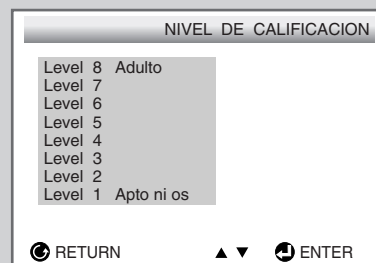 NIVEL DE CALIFICACION
Level 8 Adulto
Level 7
Level 6
Level 5
Level 4
Level 3
Level 2
Level 1 Apto ni os
RETURN ▲ ▼ ENTER